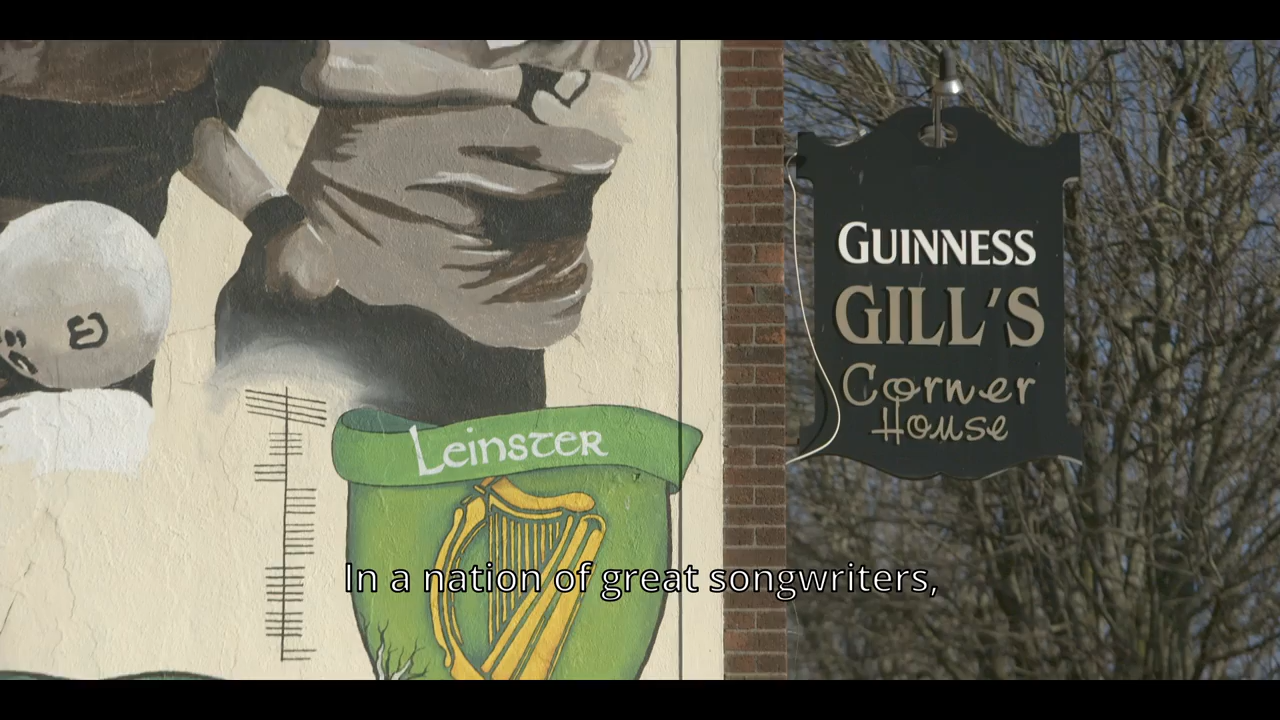 GUINNESS
GILL'S
Corner
House
Leinster
In a nation of great songwriters,